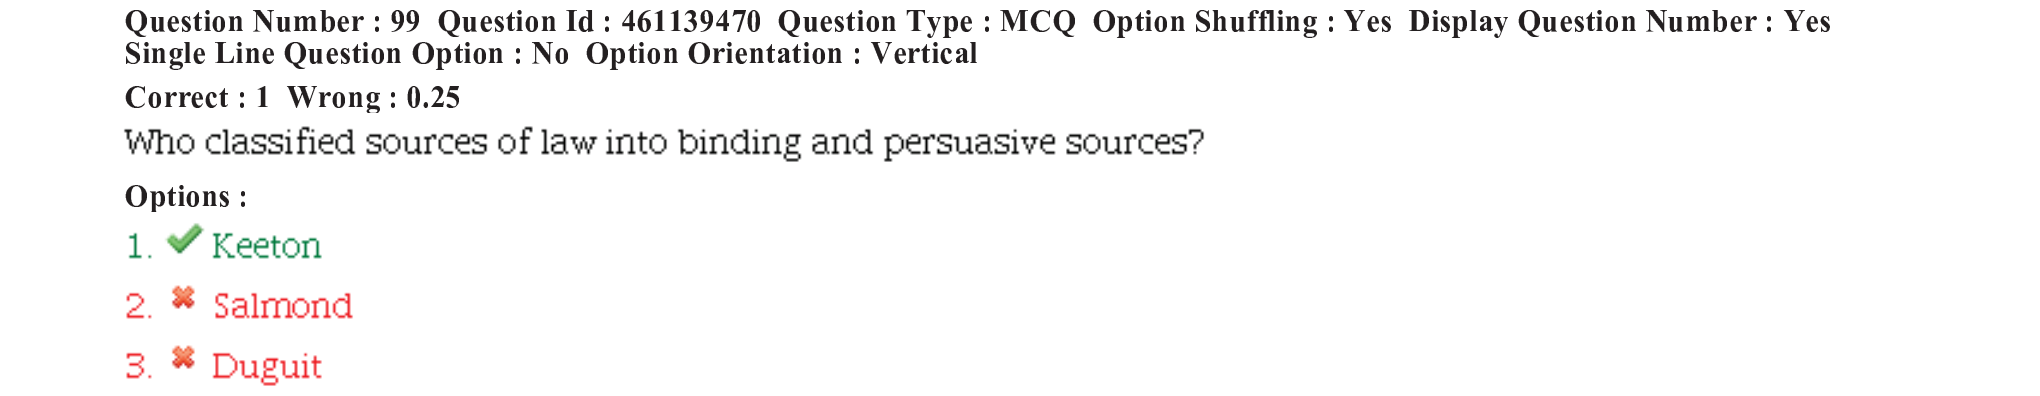 Question Number : 99 Question Id : 461139470 Question Type : MCQ Option Shuffling : Yes Display Question Number : Yes
Single Line Question Option : No Option Orientation : Vertical
Correct : 1 Wrong : 0.25
Who classified sources of law into binding and persuasive sources?
Options :
1. ✔ Keeton
2. ✖ Salmond
3. ✖ Duguit